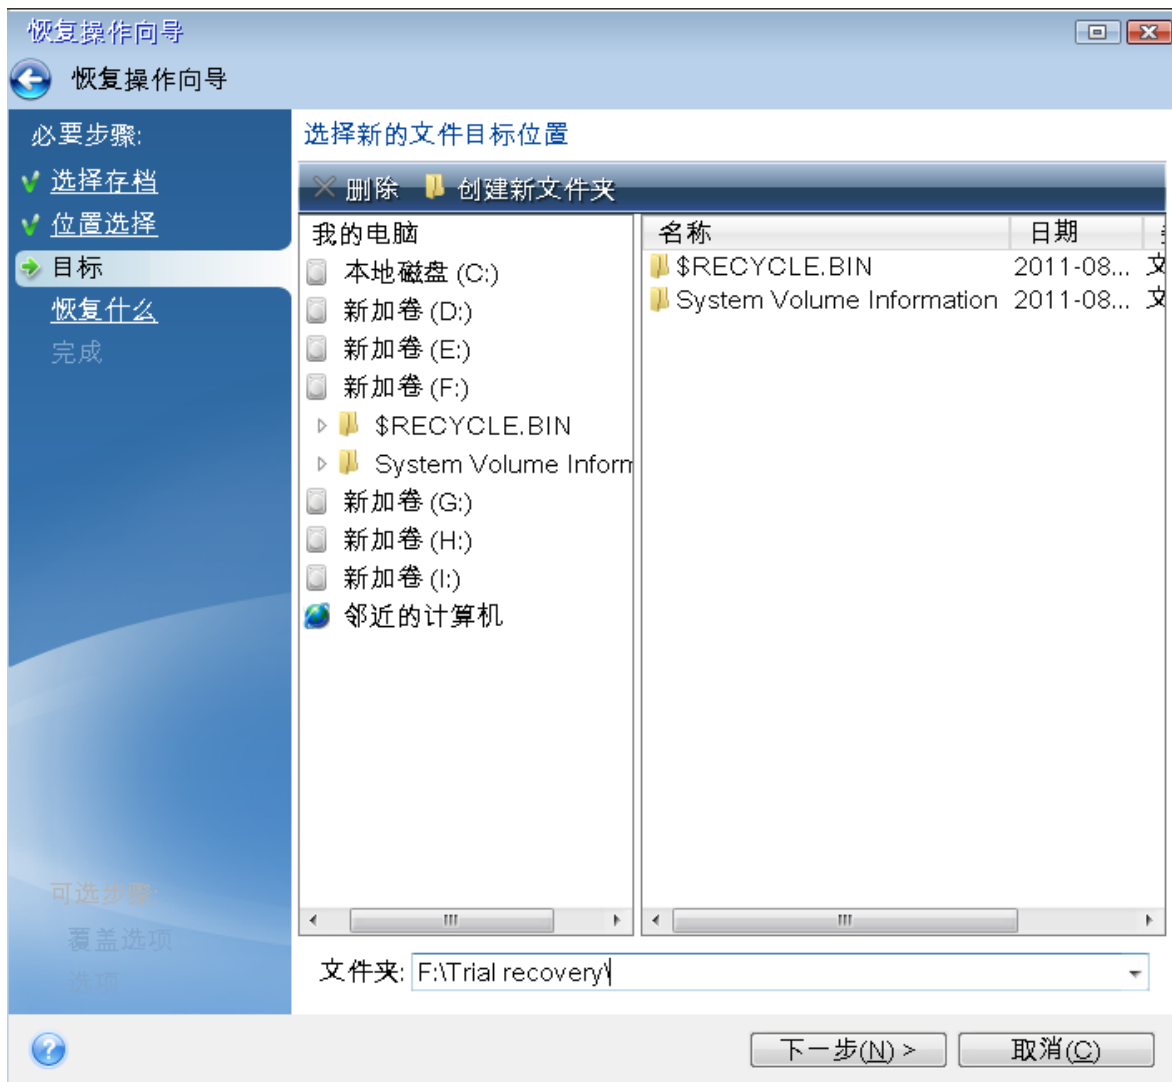 恢复操作向导
恢复操作向导
必要步骤:
选择存档
位置选择
目标
恢复什么
完成
可选步骤:
覆盖选项
选项
选择新的文件目标位置
删除 创建新文件夹
我的电脑
本地磁盘 (C:)
新加卷 (D:)
新加卷 (E:)
新加卷 (F:)
$RECYCLE.BIN
System Volume Inform
新加卷 (G:)
新加卷 (H:)
新加卷 (I:)
邻近的计算机
名称 日期
$RECYCLE.BIN 2011-08... 文
System Volume Information 2011-08... 文
文件夹: F:\Trial recovery\
下一步(N) > 取消(C)